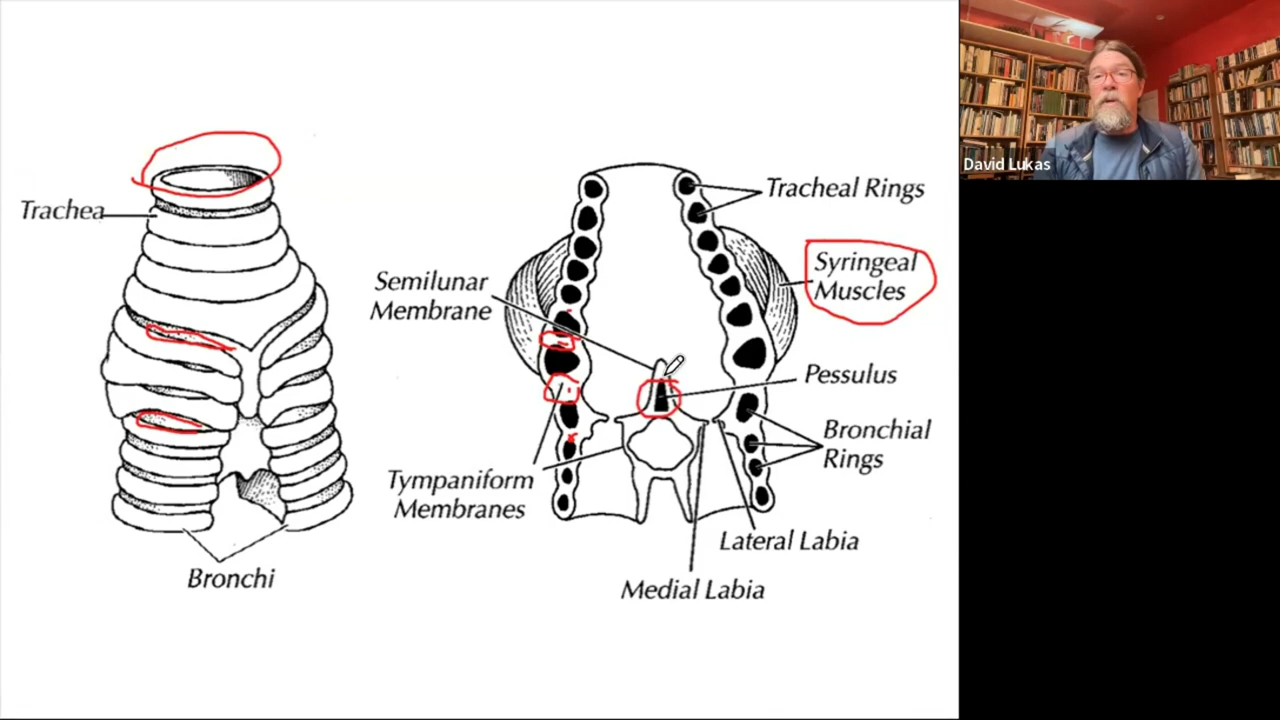 David Lukas
Trachea
Bronchi
Semilunar
Membrane
Tympaniform
Membranes
Tracheal Rings
Syringeal
Muscles
Pessulus
Bronchial
Rings
Lateral Labia
Medial Labia